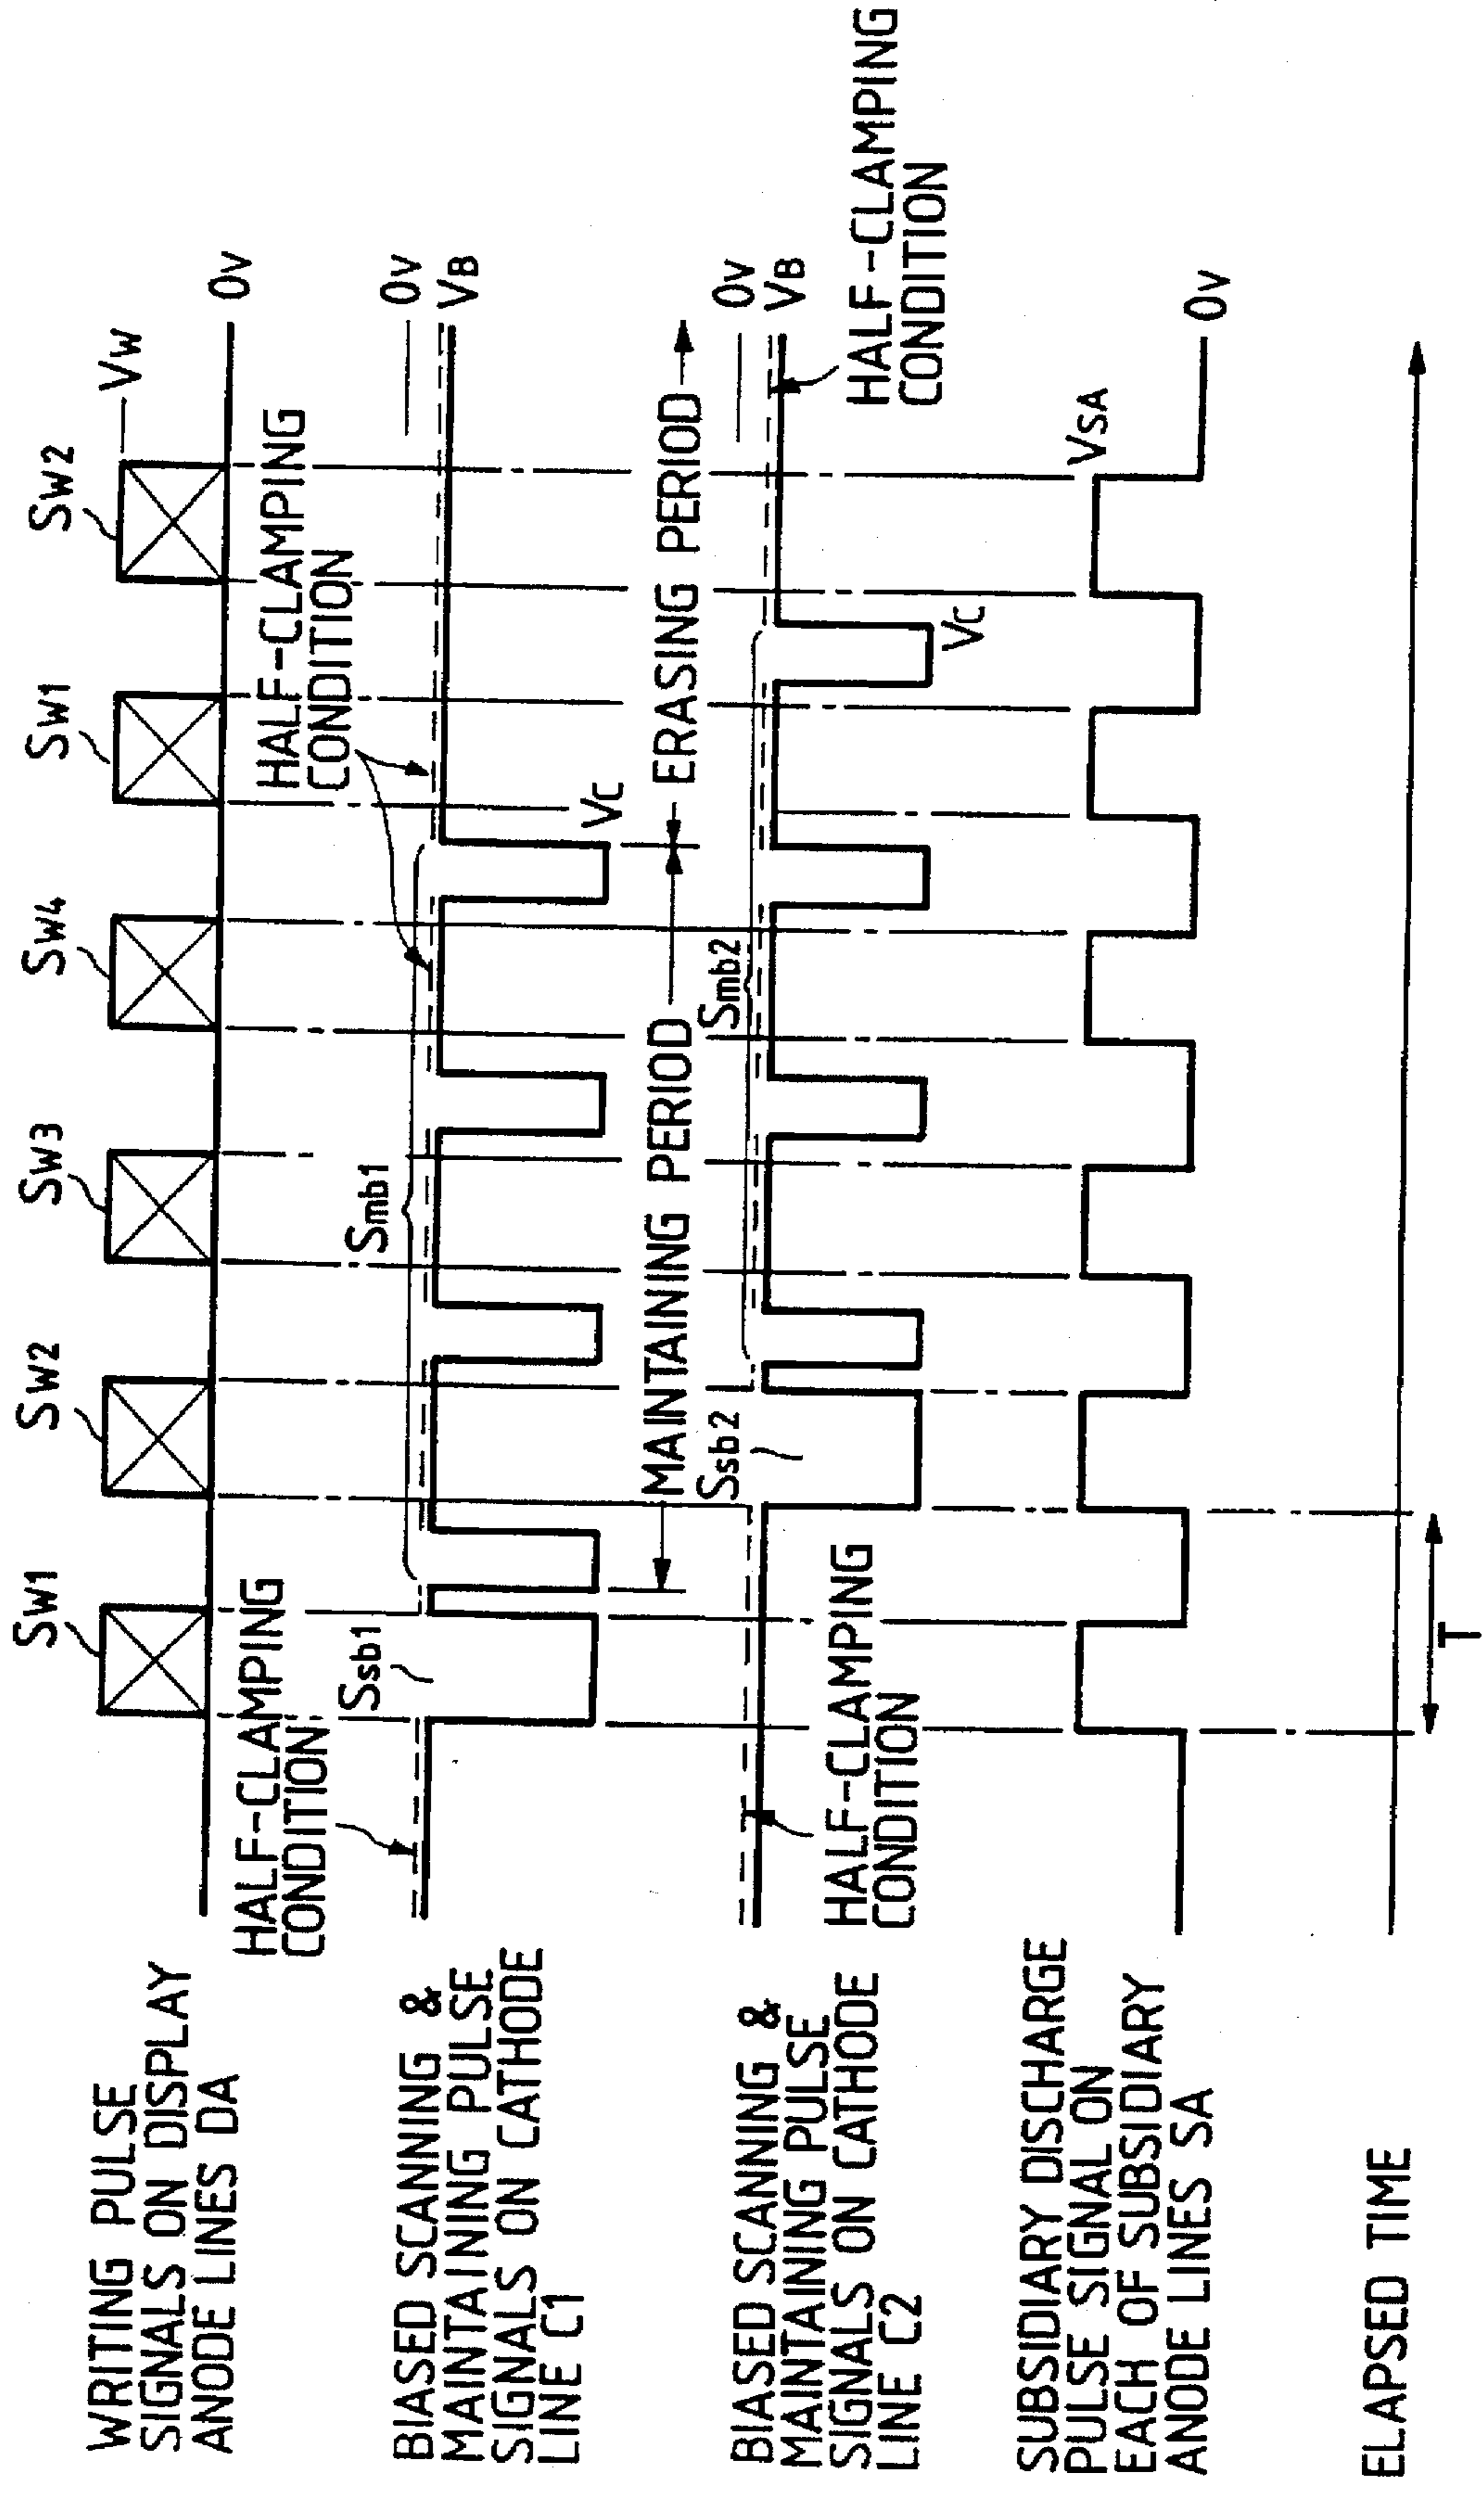 WRITING PULSE
SIGNALS ON DISPLAY
ANODE LINES DA
SW1
SW2
SW3
SW4
SW1
SW2
VW
0V
BIASED SCANNING &
MAINTAINING PULSE
SIGNALS ON CATHODE
LINE C1
HALF-CLAMPING
CONDITION
Ssb1
Smb1
HALF-CLAMPING
CONDITION
VC
0V
VB
MAINTAINING PERIOD
ERASING PERIOD
BIASED SCANNING &
MAINTAINING PULSE
SIGNALS ON CATHODE
LINE C2
HALF-CLAMPING
CONDITION
Ssb2
Smb2
VC
0V
VB
HALF-CLAMPING
CONDITION
SUBSIDIARY DISCHARGE
PULSE SIGNAL ON
EACH OF SUBSIDIARY
ANODE LINES SA
VSA
0V
ELAPSED TIME
T